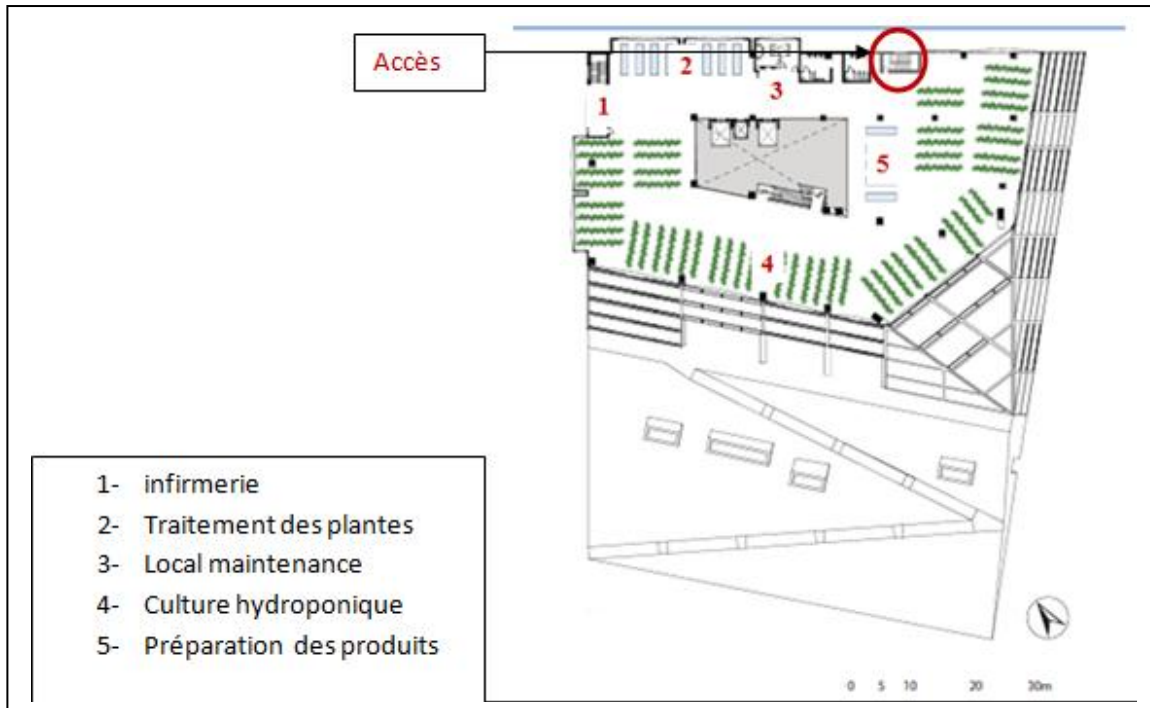 Accès
2
3
1
5
4
1- infirmerie
2- Traitement des plantes
3- Local maintenance
4- Culture hydroponique
5- Préparation des produits
0 5 10 20 30m